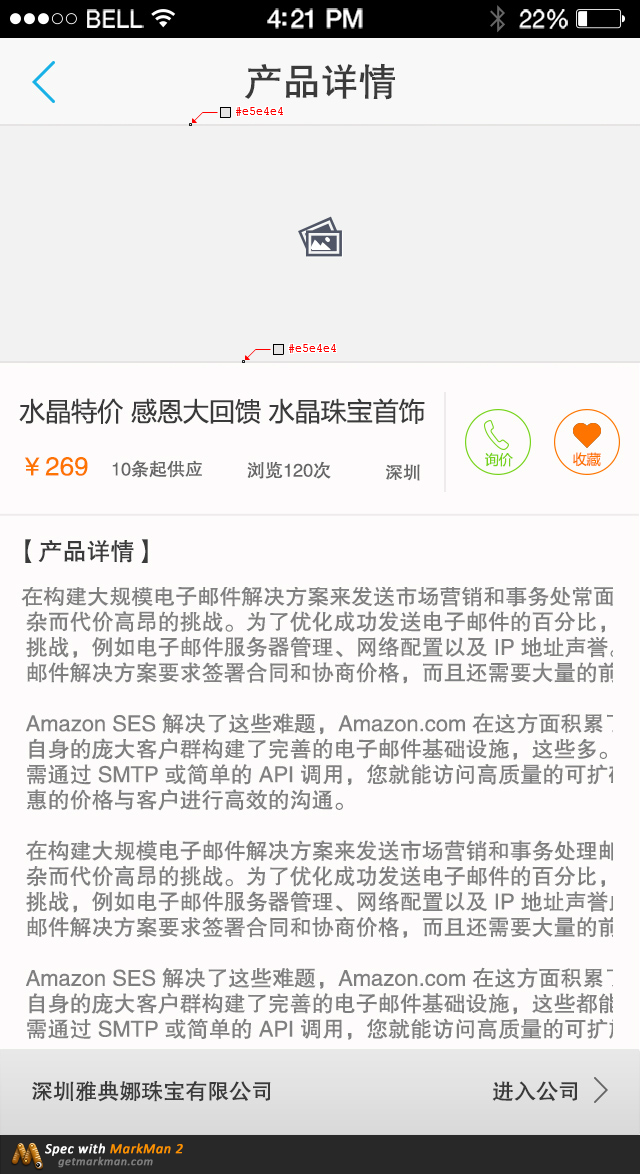 BELL 4:21 PM 22%
产品详情
#e5e4e4
#e5e4e4
水晶特价 感恩大回馈 水晶珠宝首饰
¥269 10条起供应 浏览120次 深圳
询价 收藏
【产品详情】
在构建大规模电子邮件解决方案来发送市场营销和事务处常面
杂而代价高昂的挑战。为了优化成功发送电子邮件的百分比，
挑战，例如电子邮件服务器管理、网络配置以及 IP 地址声誉。
邮件解决方案要求签署合同和协商价格，而且还需要大量的前
Amazon SES 解决了这些难题，Amazon.com 在这方面积累了
自身的庞大客户群构建了完善的电子邮件基础设施，这些多。
需通过 SMTP 或简单的 API 调用，您就能访问高质量的可扩
惠的价格与客户进行高效的沟通。
在构建大规模电子邮件解决方案来发送市场营销和事务处理邮
杂而代价高昂的挑战。为了优化成功发送电子邮件的百分比，
挑战，例如电子邮件服务器管理、网络配置以及 IP 地址声誉
邮件解决方案要求签署合同和协商价格，而且还需要大量的前
Amazon SES 解决了这些难题，Amazon.com 在这方面积累了
自身的庞大客户群构建了完善的电子邮件基础设施，这些都能
需通过 SMTP 或简单的 API 调用，您就能访问高质量的可扩
深圳雅典娜珠宝有限公司 进入公司
Spec with MarkMan 2
getmarkman.com